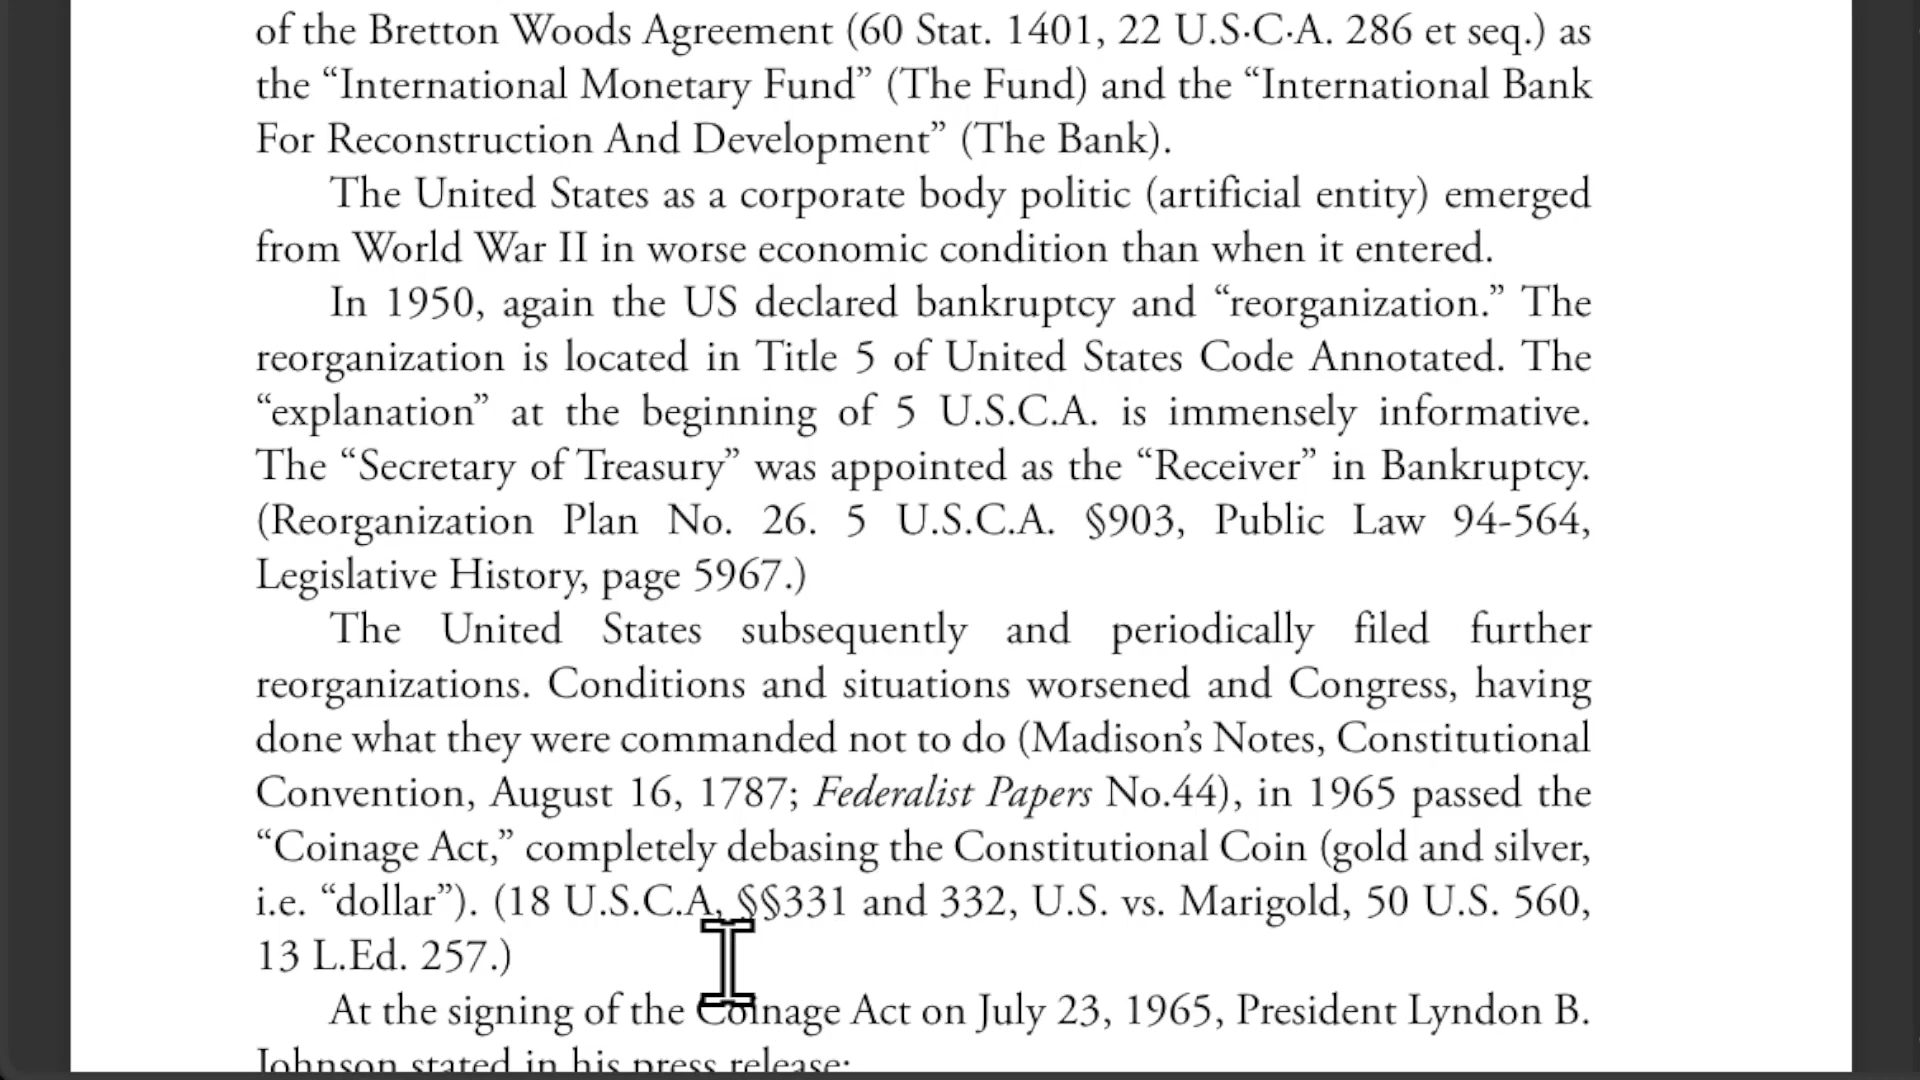 of the Bretton Woods Agreement (60 Stat. 1401, 22 U.S·C·A. 286 et seq.) as
the “International Monetary Fund” (The Fund) and the “International Bank
For Reconstruction And Development” (The Bank).
The United States as a corporate body politic (artificial entity) emerged
from World War II in worse economic condition than when it entered.
In 1950, again the US declared bankruptcy and “reorganization.” The
reorganization is located in Title 5 of United States Code Annotated. The
“explanation” at the beginning of 5 U.S.C.A. is immensely informative.
The “Secretary of Treasury” was appointed as the “Receiver” in Bankruptcy.
(Reorganization Plan No. 26. 5 U.S.C.A. §903, Public Law 94-564,
Legislative History, page 5967.)
The United States subsequently and periodically filed further
reorganizations. Conditions and situations worsened and Congress, having
done what they were commanded not to do (Madison’s Notes, Constitutional
Convention, August 16, 1787; Federalist Papers No.44), in 1965 passed the
“Coinage Act,” completely debasing the Constitutional Coin (gold and silver,
i.e. “dollar”). (18 U.S.C.A, §§331 and 332, U.S. vs. Marigold, 50 U.S. 560,
13 L.Ed. 257.)
At the signing of the Coinage Act on July 23, 1965, President Lyndon B.
Johnson stated in his press release: